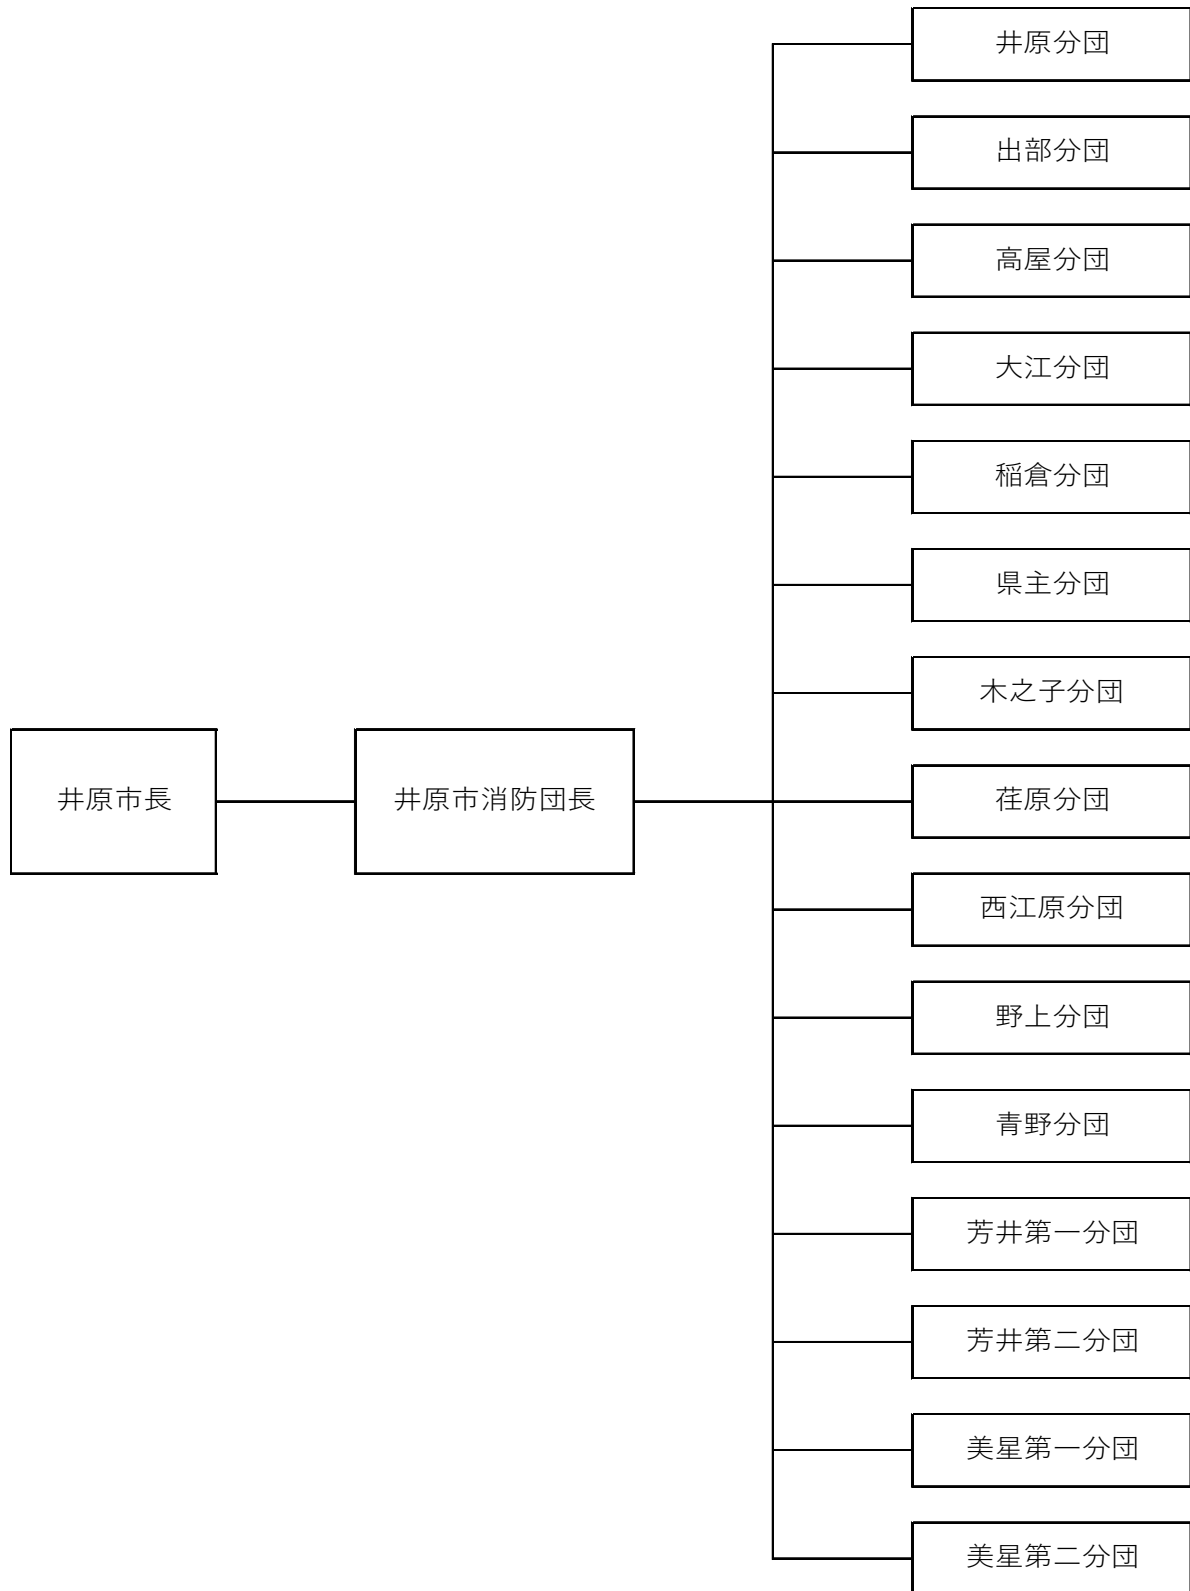 井原市長
井原市消防団長
井原分団
出部分団
高屋分団
大江分団
稲倉分団
県主分団
木之子分団
荏原分団
西江原分団
野上分団
青野分団
芳井第一分団
芳井第二分団
美星第一分団
美星第二分団